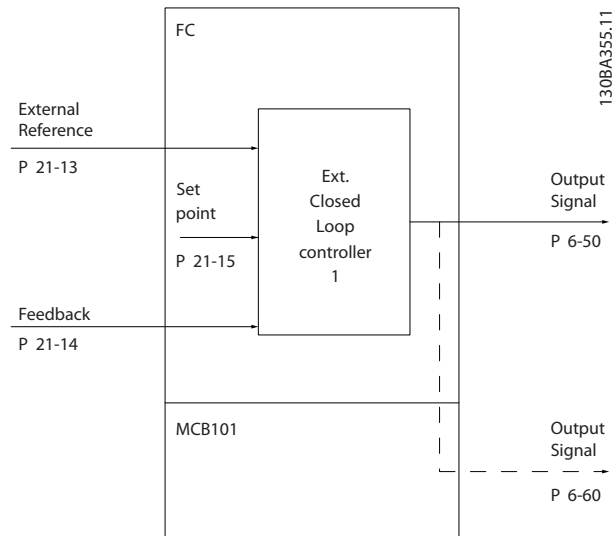 FC
130BA355.11
External
Reference
P 21-13
Set
point
P 21-15
Feedback
P 21-14
Ext.
Closed
Loop
controller
1
Output
Signal
P 6-50
MCB101
Output
Signal
P 6-60